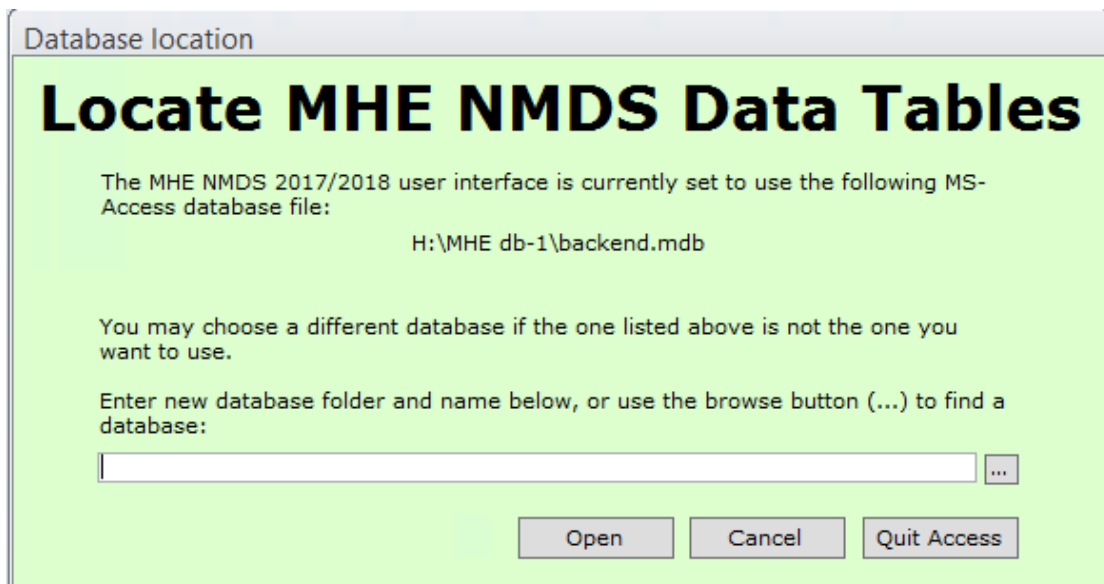 Database location
Locate MHE NMDS Data Tables
The MHE NMDS 2017/2018 user interface is currently set to use the following MS-
Access database file:
H:\MHE db-1\backend.mdb
You may choose a different database if the one listed above is not the one you
want to use.
Enter new database folder and name below, or use the browse button (...) to find a
database:
...
Open Cancel Quit Access